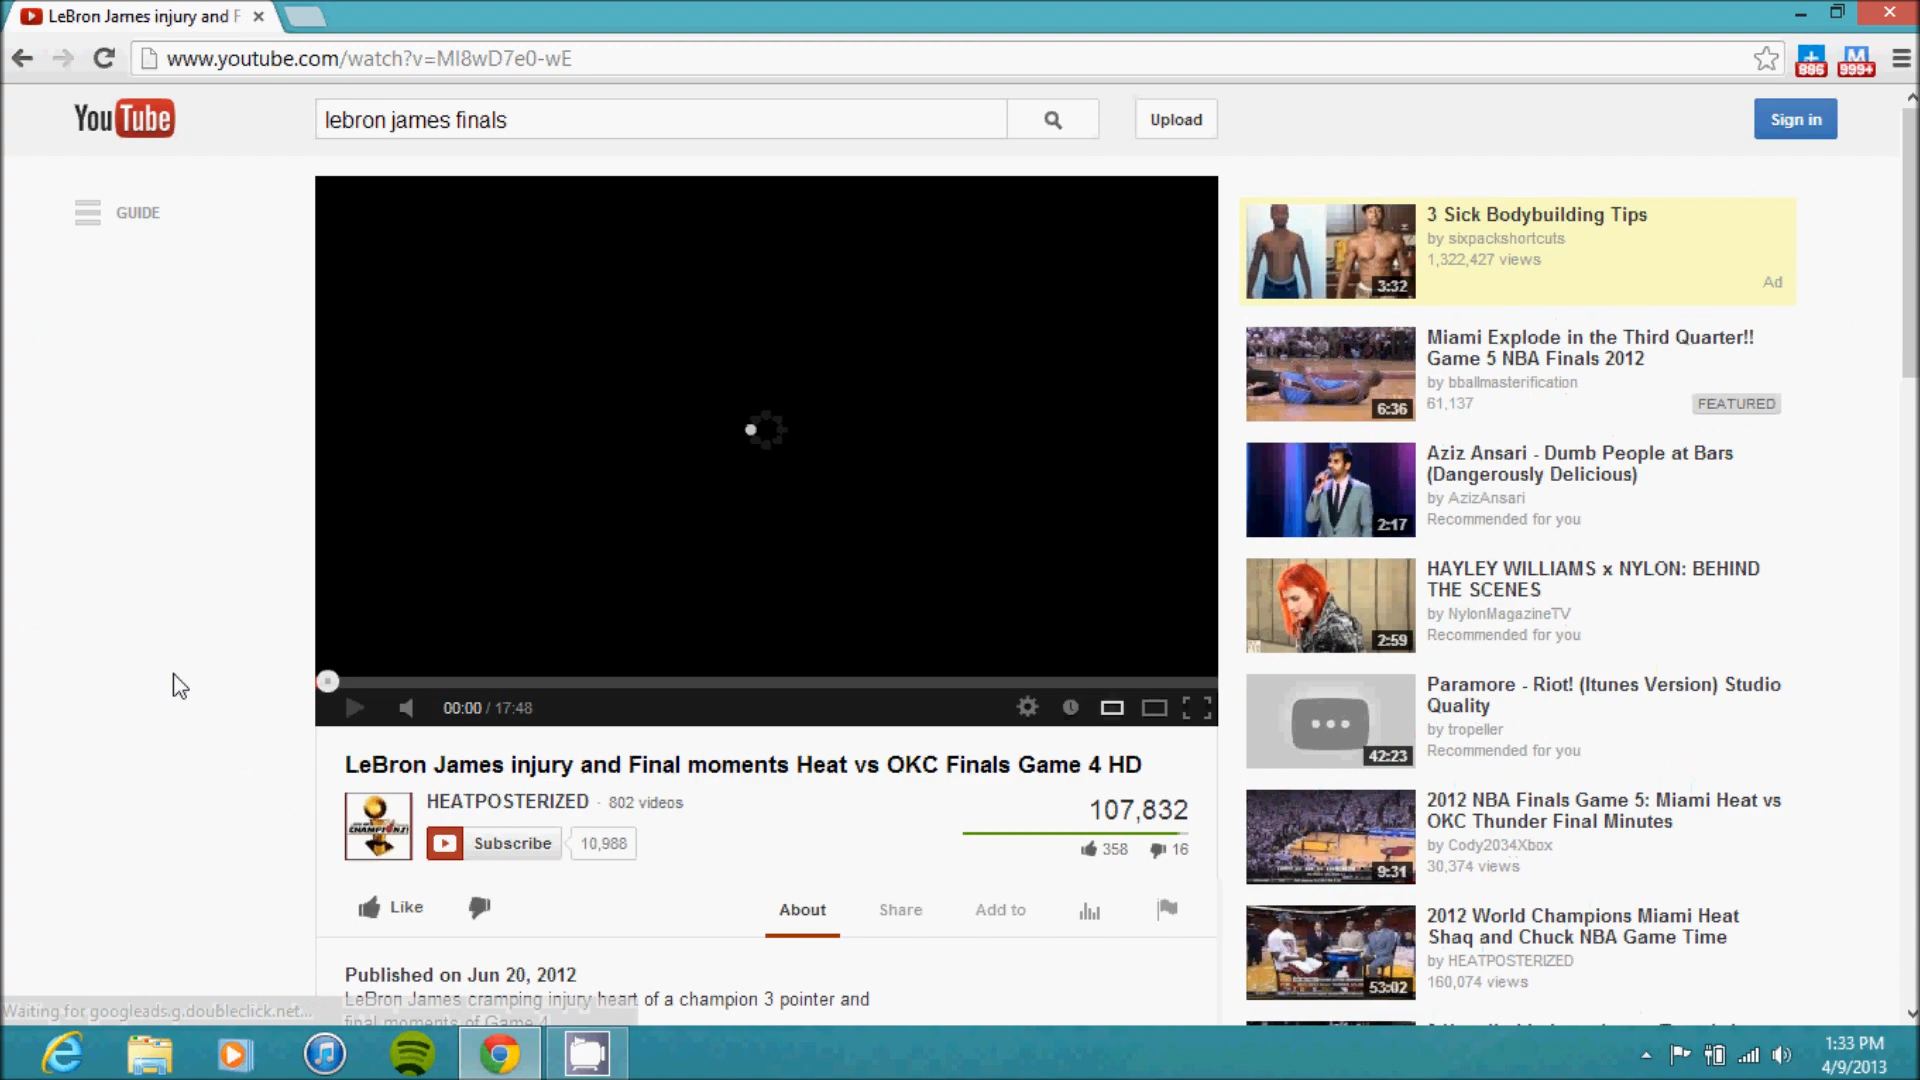 LeBron James injury and F
www.youtube.com/watch?v=MI8wD7e0-wE
896
M
999+
YouTube
lebron james finals
Upload
Sign in
GUIDE
3 Sick Bodybuilding Tips
by sixpackshortcuts
1,322,427 views
Ad
3:32
Miami Explode in the Third Quarter!!
Game 5 NBA Finals 2012
by bballmasterification
61,137
FEATURED
6:36
Aziz Ansari - Dumb People at Bars
(Dangerously Delicious)
by AzizAnsari
Recommended for you
2:17
HAYLEY WILLIAMS x NYLON: BEHIND
THE SCENES
by NylonMagazineTV
Recommended for you
2:59
Paramore - Riot! (Itunes Version) Studio
Quality
by tropeller
Recommended for you
42:23
2012 NBA Finals Game 5: Miami Heat vs
OKC Thunder Final Minutes
by Cody2034Xbox
30,374 views
9:31
2012 World Champions Miami Heat
Shaq and Chuck NBA Game Time
by HEATPOSTERIZED
160,074 views
53:02
00:00 / 17:48
LeBron James injury and Final moments Heat vs OKC Finals Game 4 HD
HEATPOSTERIZED · 802 videos
107,832
Subscribe 10,988
358 16
Like
About Share Add to
Published on Jun 20, 2012
LeBron James cramping injury heart of a champion 3 pointer and
final moments of Game 4
Waiting for googleads.g.doubleclick.net...
1:33 PM
4/9/2013